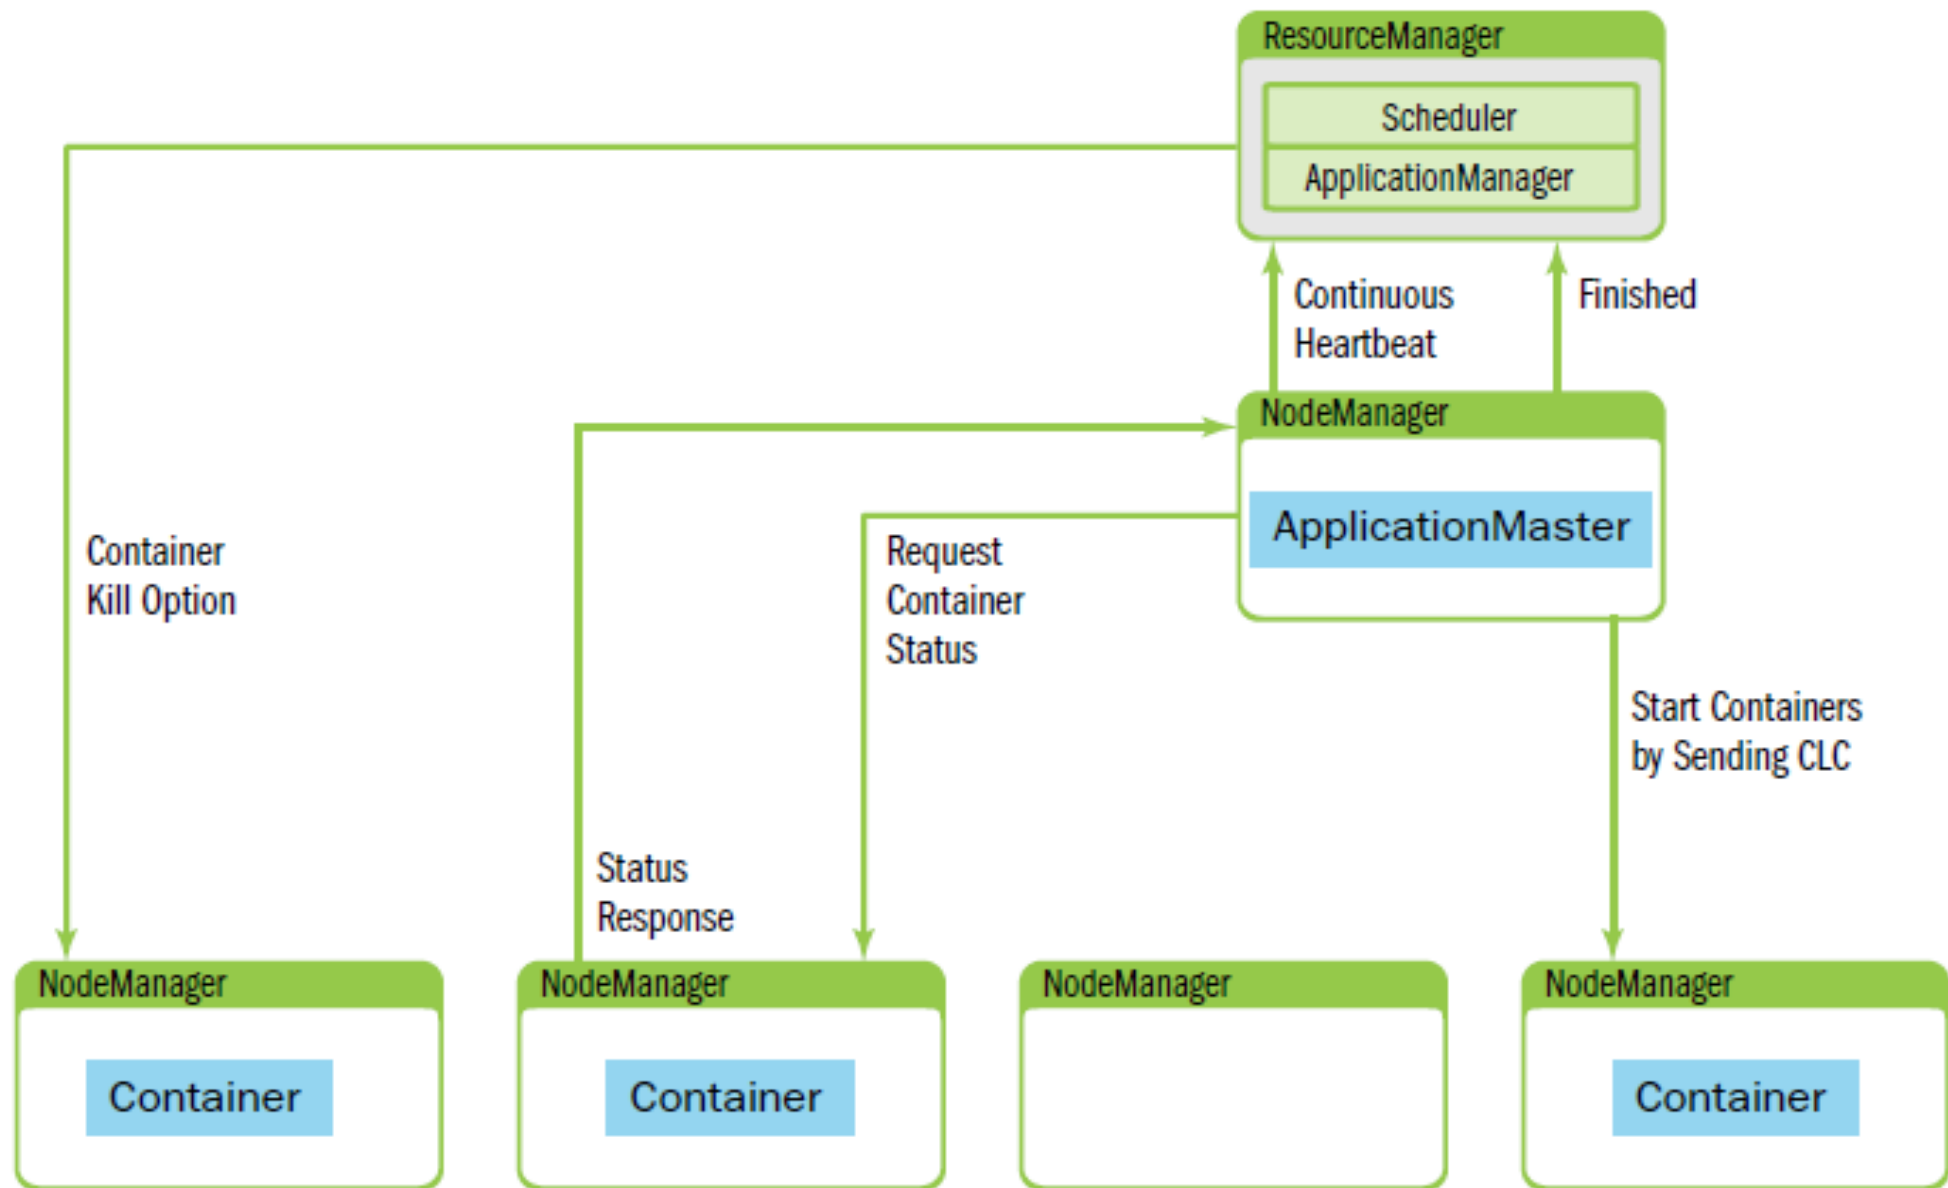 ResourceManager
Scheduler
ApplicationManager
Continuous
Heartbeat
Finished
NodeManager
ApplicationMaster
Container
Kill Option
Request
Container
Status
Start Containers
by Sending CLC
Status
Response
NodeManager
Container
NodeManager
Container
NodeManager
NodeManager
Container